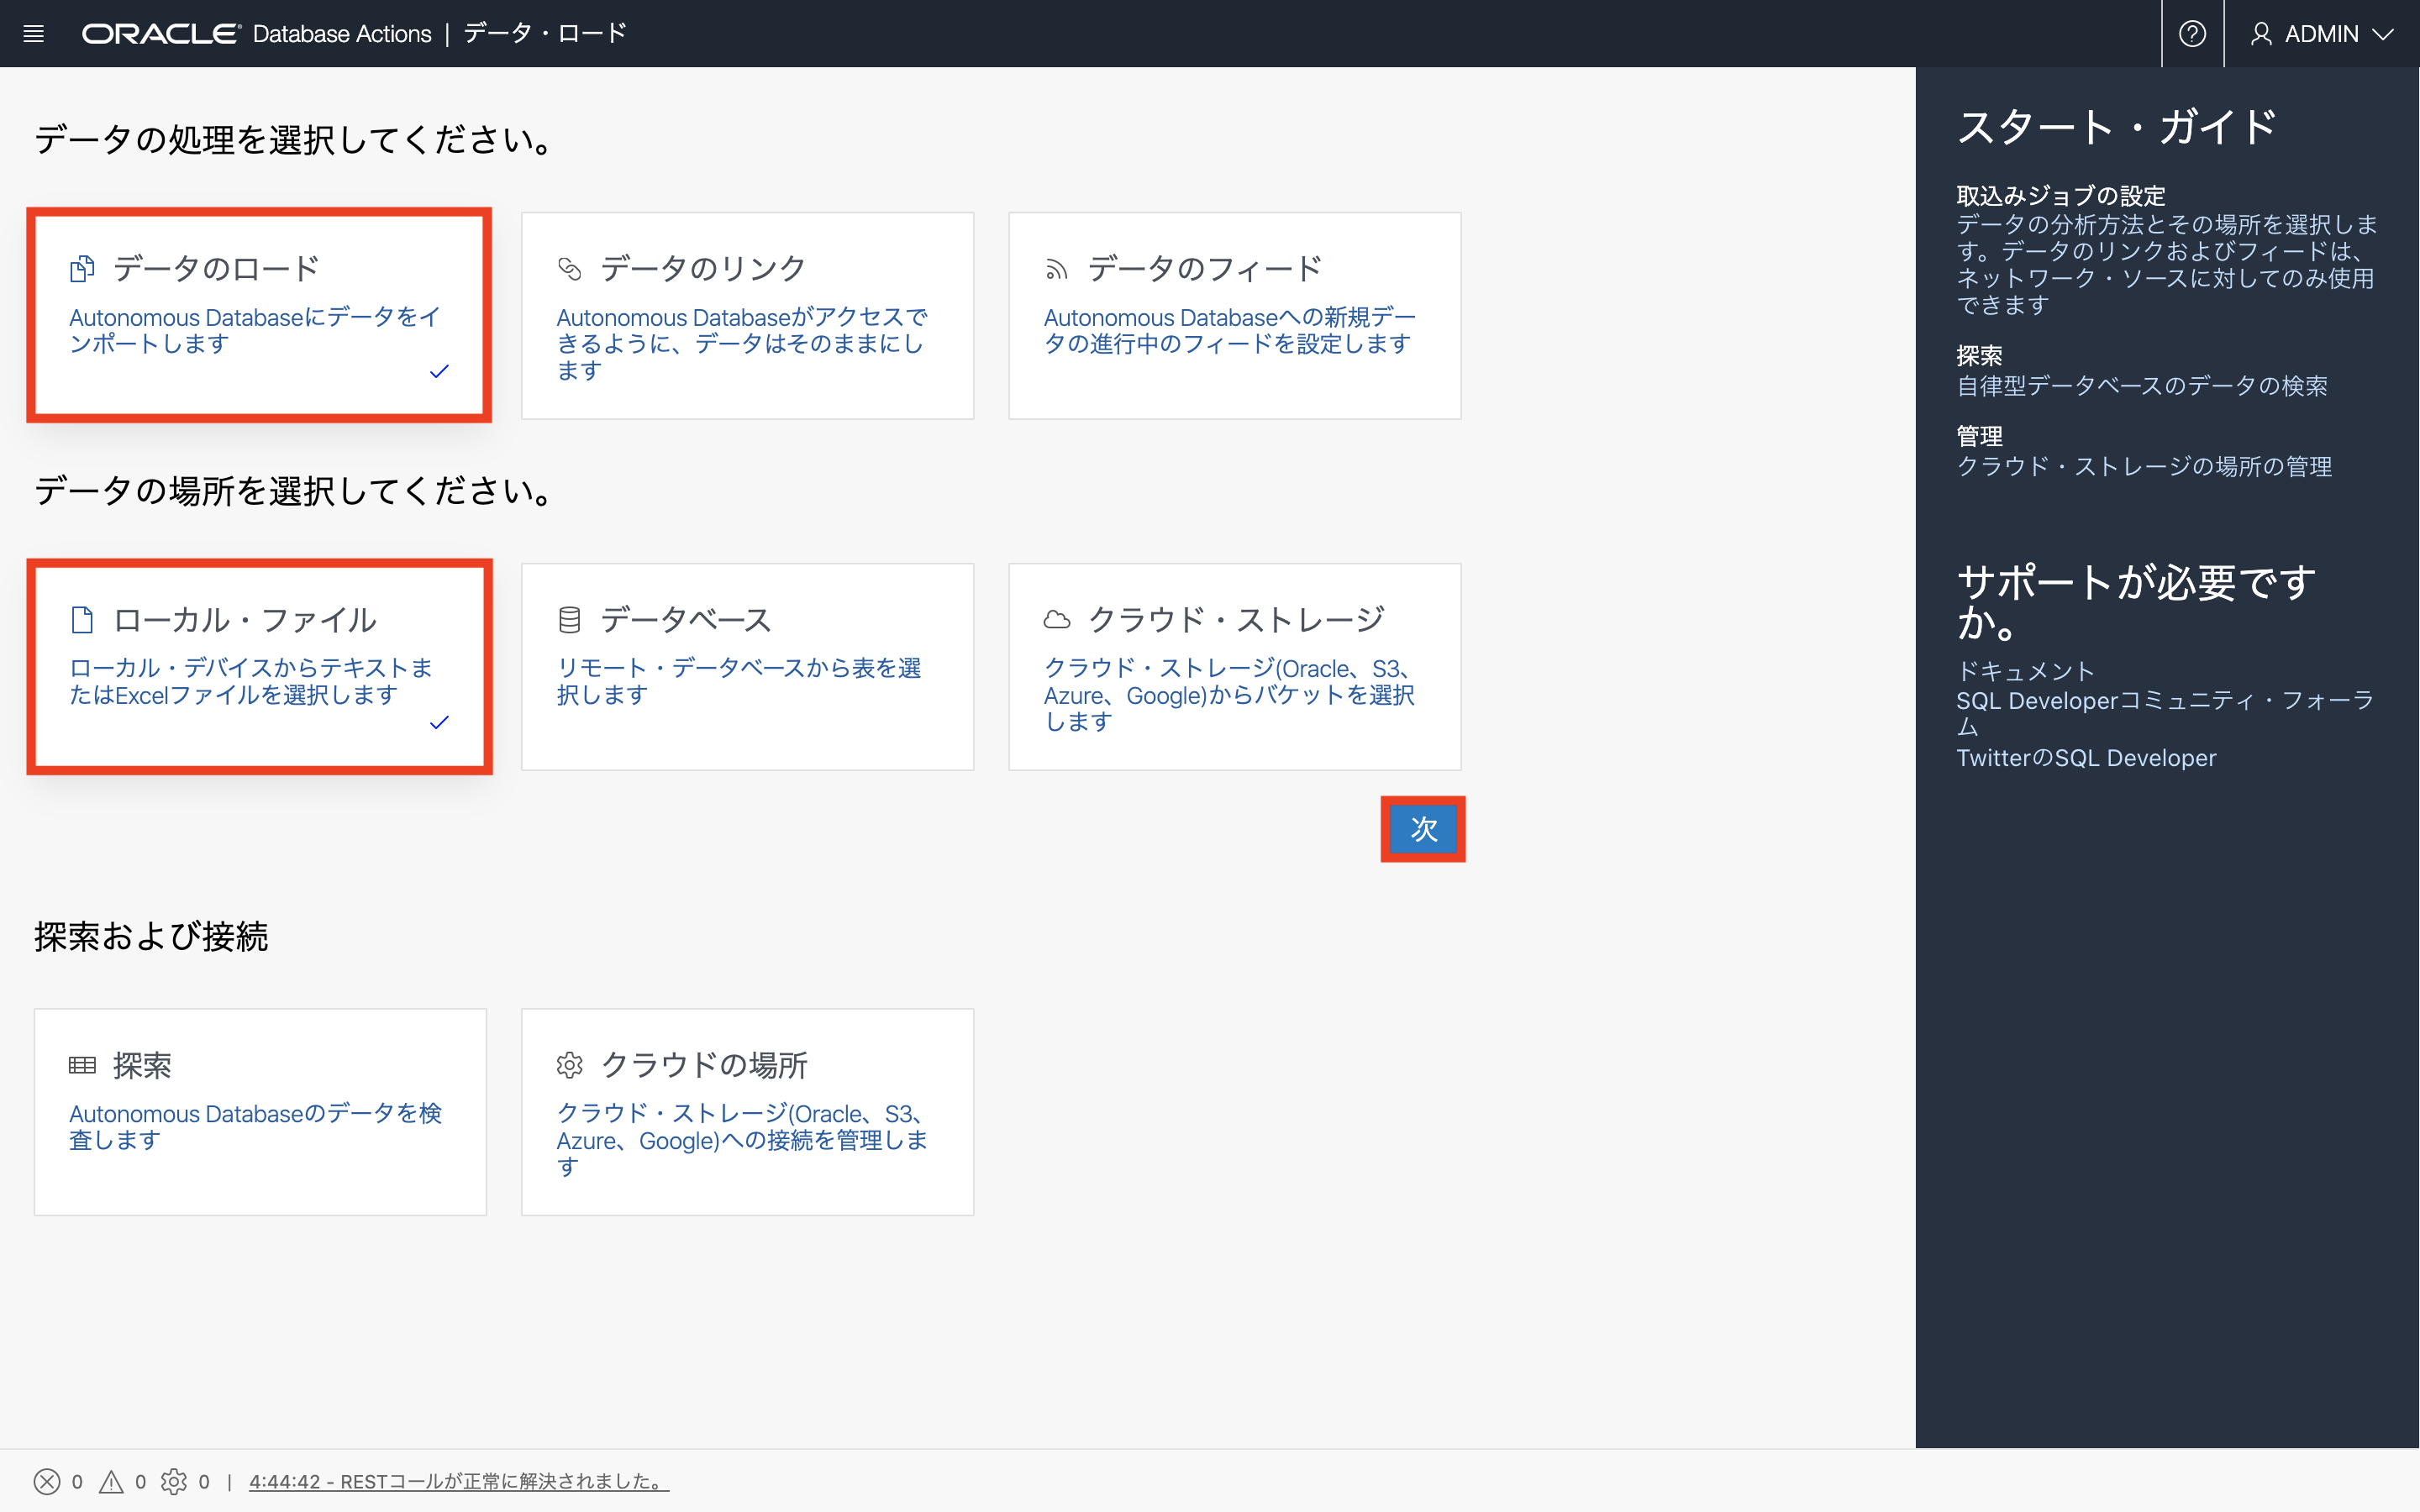 ORACLE Database Actions | データ・ロード
ADMIN
データの処理を選択してください。
データのロード
Autonomous Databaseにデータをイ
ンポートします
データのリンク
Autonomous Databaseがアクセスで
きるように、データはそのままにし
ます
データのフィード
Autonomous Databaseへの新規デー
タの進行中のフィードを設定します
データの場所を選択してください。
ローカル・ファイル
ローカル・デバイスからテキストま
たはExcelファイルを選択します
データベース
リモート・データベースから表を選
択します
クラウド・ストレージ
クラウド・ストレージ(Oracle、S3、
Azure、Google)からバケットを選択
します
次
探索および接続
探索
Autonomous Databaseのデータを検
査します
クラウドの場所
クラウド・ストレージ(Oracle、S3、
Azure、Google)への接続を管理しま
す
スタート・ガイド
取込みジョブの設定
データの分析方法とその場所を選択しま
す。データのリンクおよびフィードは、
ネットワーク・ソースに対してのみ使用
できます
探索
自律型データベースのデータの検索
管理
クラウド・ストレージの場所の管理
サポートが必要です
か。
ドキュメント
SQL Developerコミュニティ・フォーラ
ム
TwitterのSQL Developer
0 0 0 | 4:44:42 - RESTコールが正常に解決されました。